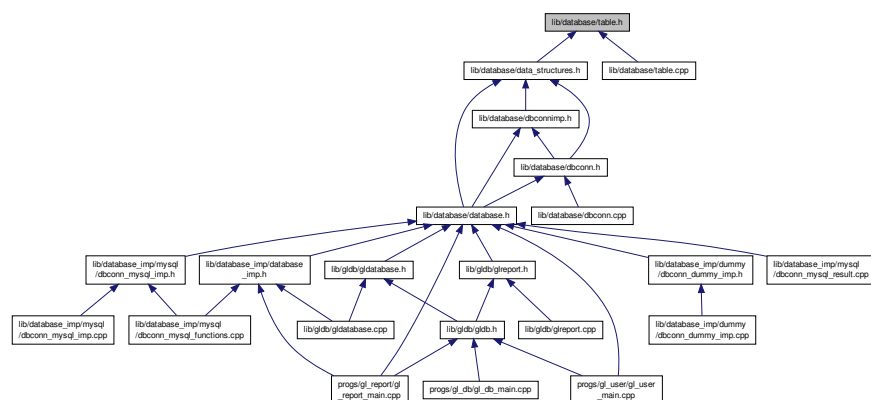 lib/database/table.h
lib/database/data_structures.h
lib/database/table.cpp
lib/database/dbconnimp.h
lib/database/dbconn.h
lib/database/database.h
lib/database/dbconn.cpp
lib/database_imp/mysql
/dbconn_mysql_imp.h
lib/database_imp/database
_imp.h
lib/gldb/gldatabase.h
lib/gldb/glreport.h
lib/database_imp/dummy
/dbconn_dummy_imp.h
lib/database_imp/mysql
/dbconn_mysql_result.cpp
lib/database_imp/mysql
/dbconn_mysql_imp.cpp
lib/database_imp/mysql
/dbconn_mysql_functions.cpp
lib/gldb/gldatabase.cpp
lib/gldb/gldb.h
lib/gldb/glreport.cpp
lib/database_imp/dummy
/dbconn_dummy_imp.cpp
progs/gl_report/gl
_report_main.cpp
progs/gl_db/gl_db_main.cpp
progs/gl_user/gl_user
_main.cpp